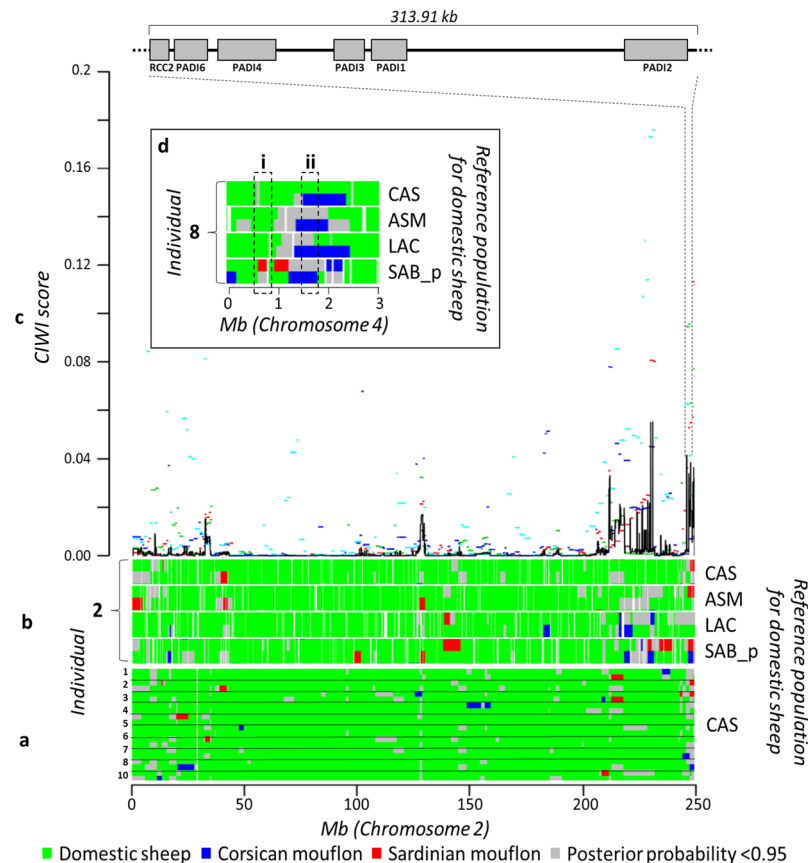 313.91 kb
RCC2 PADI6 PADI4 PADI3 PADI1 PADI2
0.2
0.16
0.12
0.08
0.04
0.00
c
CIWI score
d
i ii
Individual
8
CAS
ASM
LAC
SAB_p
Reference population
for domestic sheep
0 1 2 3
Mb (Chromosome 4)
b
Individual
2
CAS
ASM
LAC
SAB_p
Reference population
for domestic sheep
a
1
2
3
4
5
6
7
8
9
10
CAS
0 50 100 150 200 250
Mb (Chromosome 2)
Domestic sheep Corsican mouflon Sardinian mouflon Posterior probability <0.95